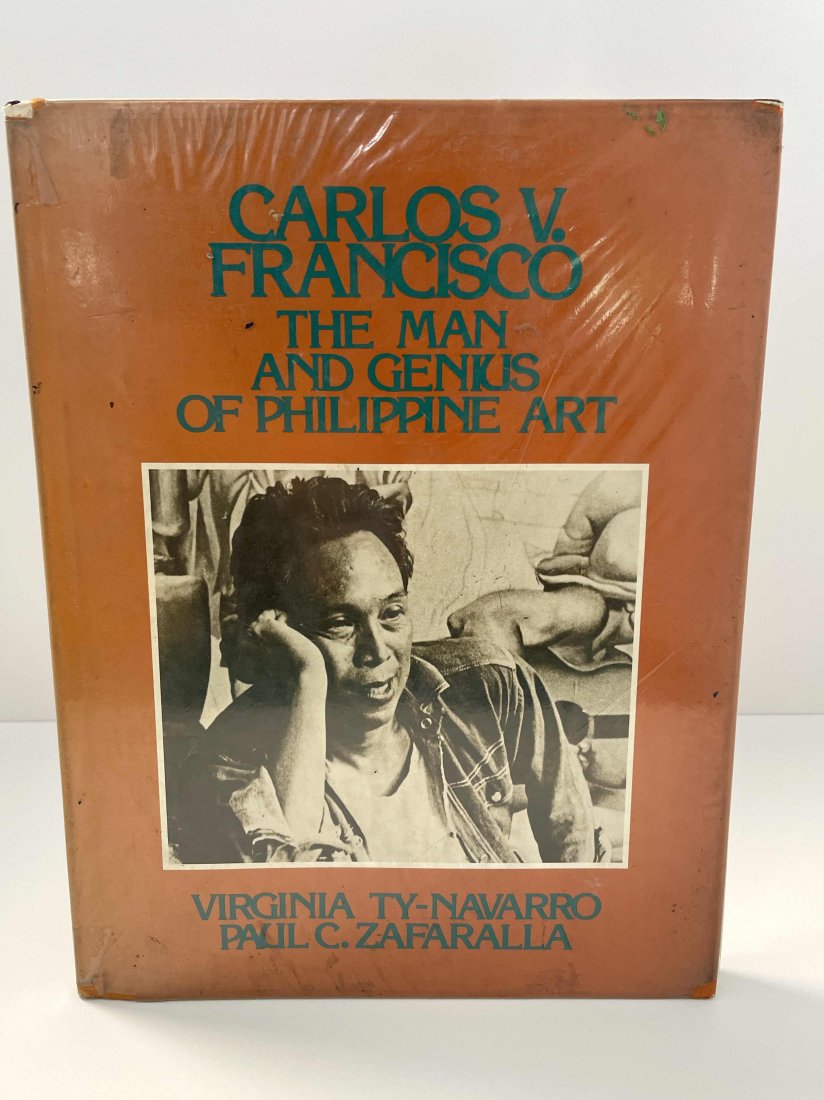 CARLOS V.
FRANCISCO
THE MAN
AND GENIUS
OF PHILIPPINE ART
VIRGINIA TY-NAVARRO
PAUL C. ZAFARALLA